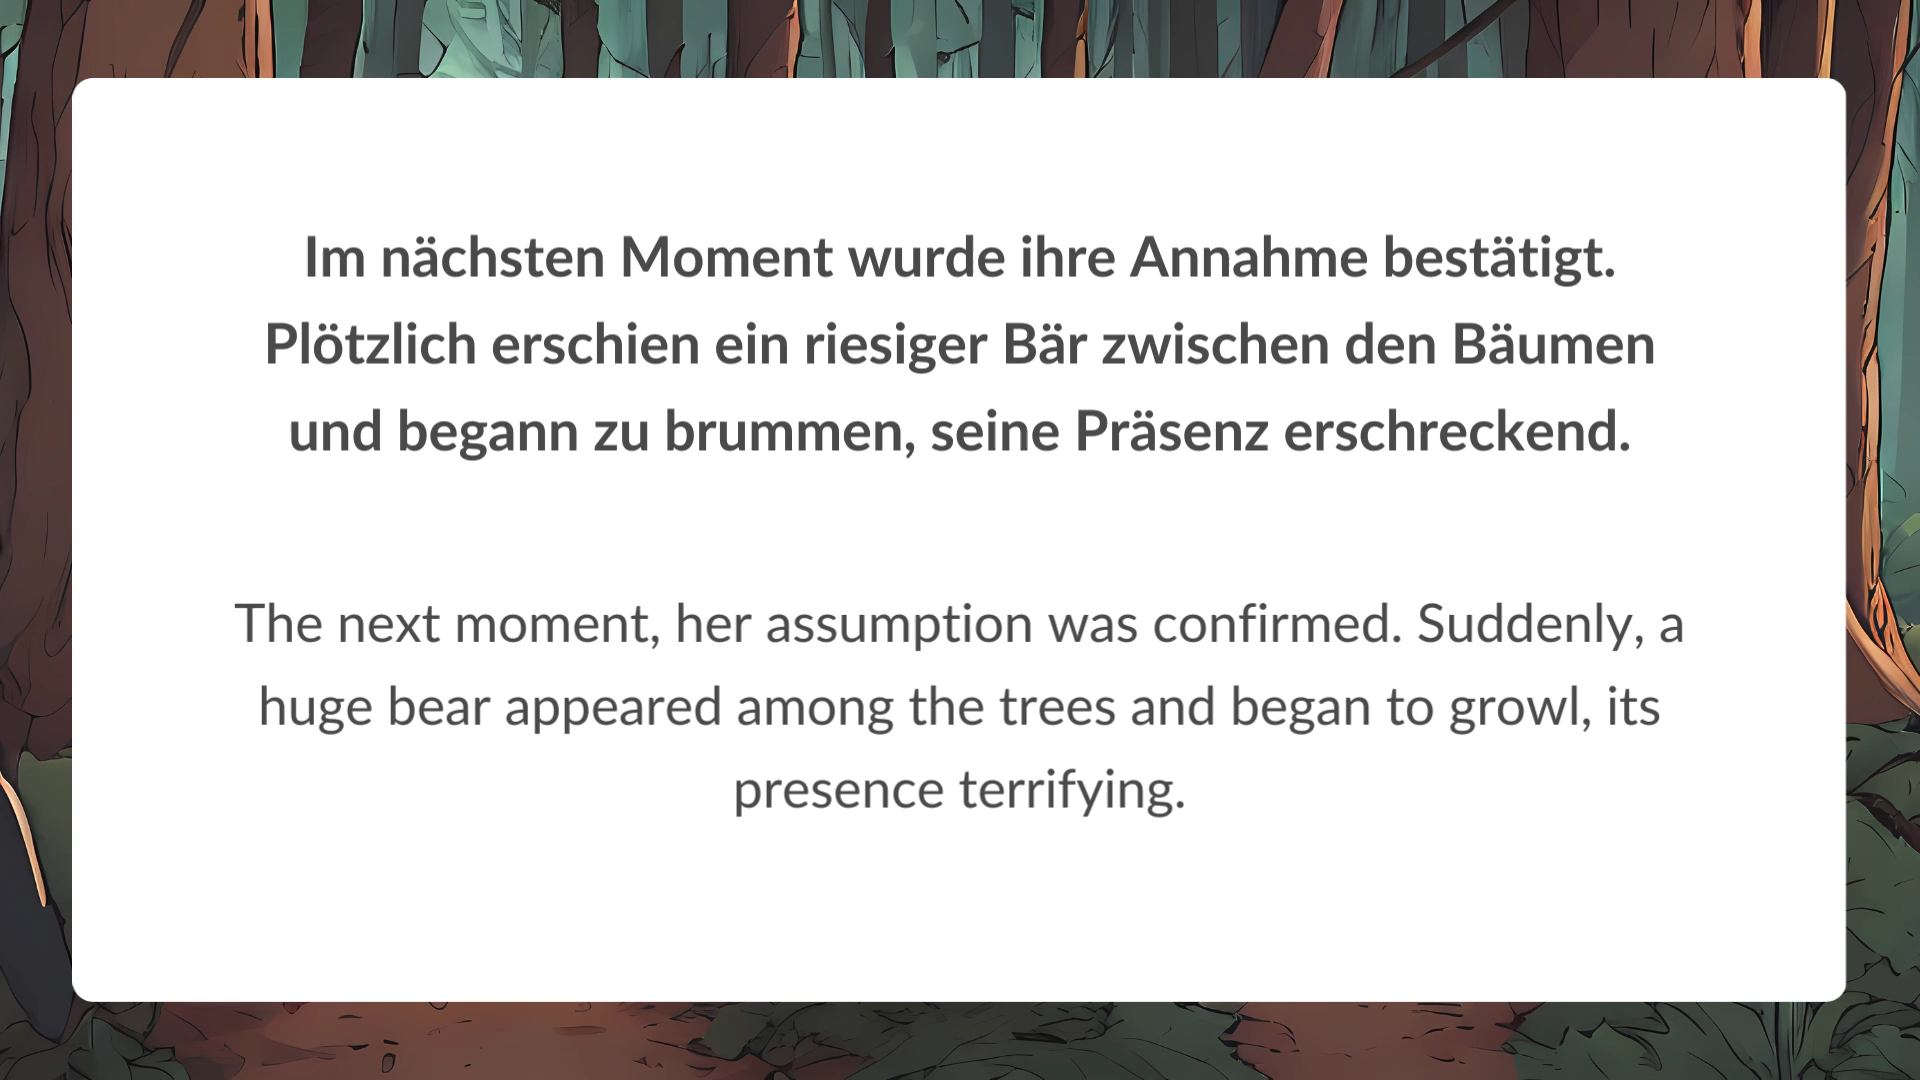 Im nächsten Moment wurde ihre Annahme bestätigt.
Plötzlich erschien ein riesiger Bär zwischen den Bäumen
und begann zu brummen, seine Präsenz erschreckend.
The next moment, her assumption was confirmed. Suddenly, a
huge bear appeared among the trees and began to growl, its
presence terrifying.